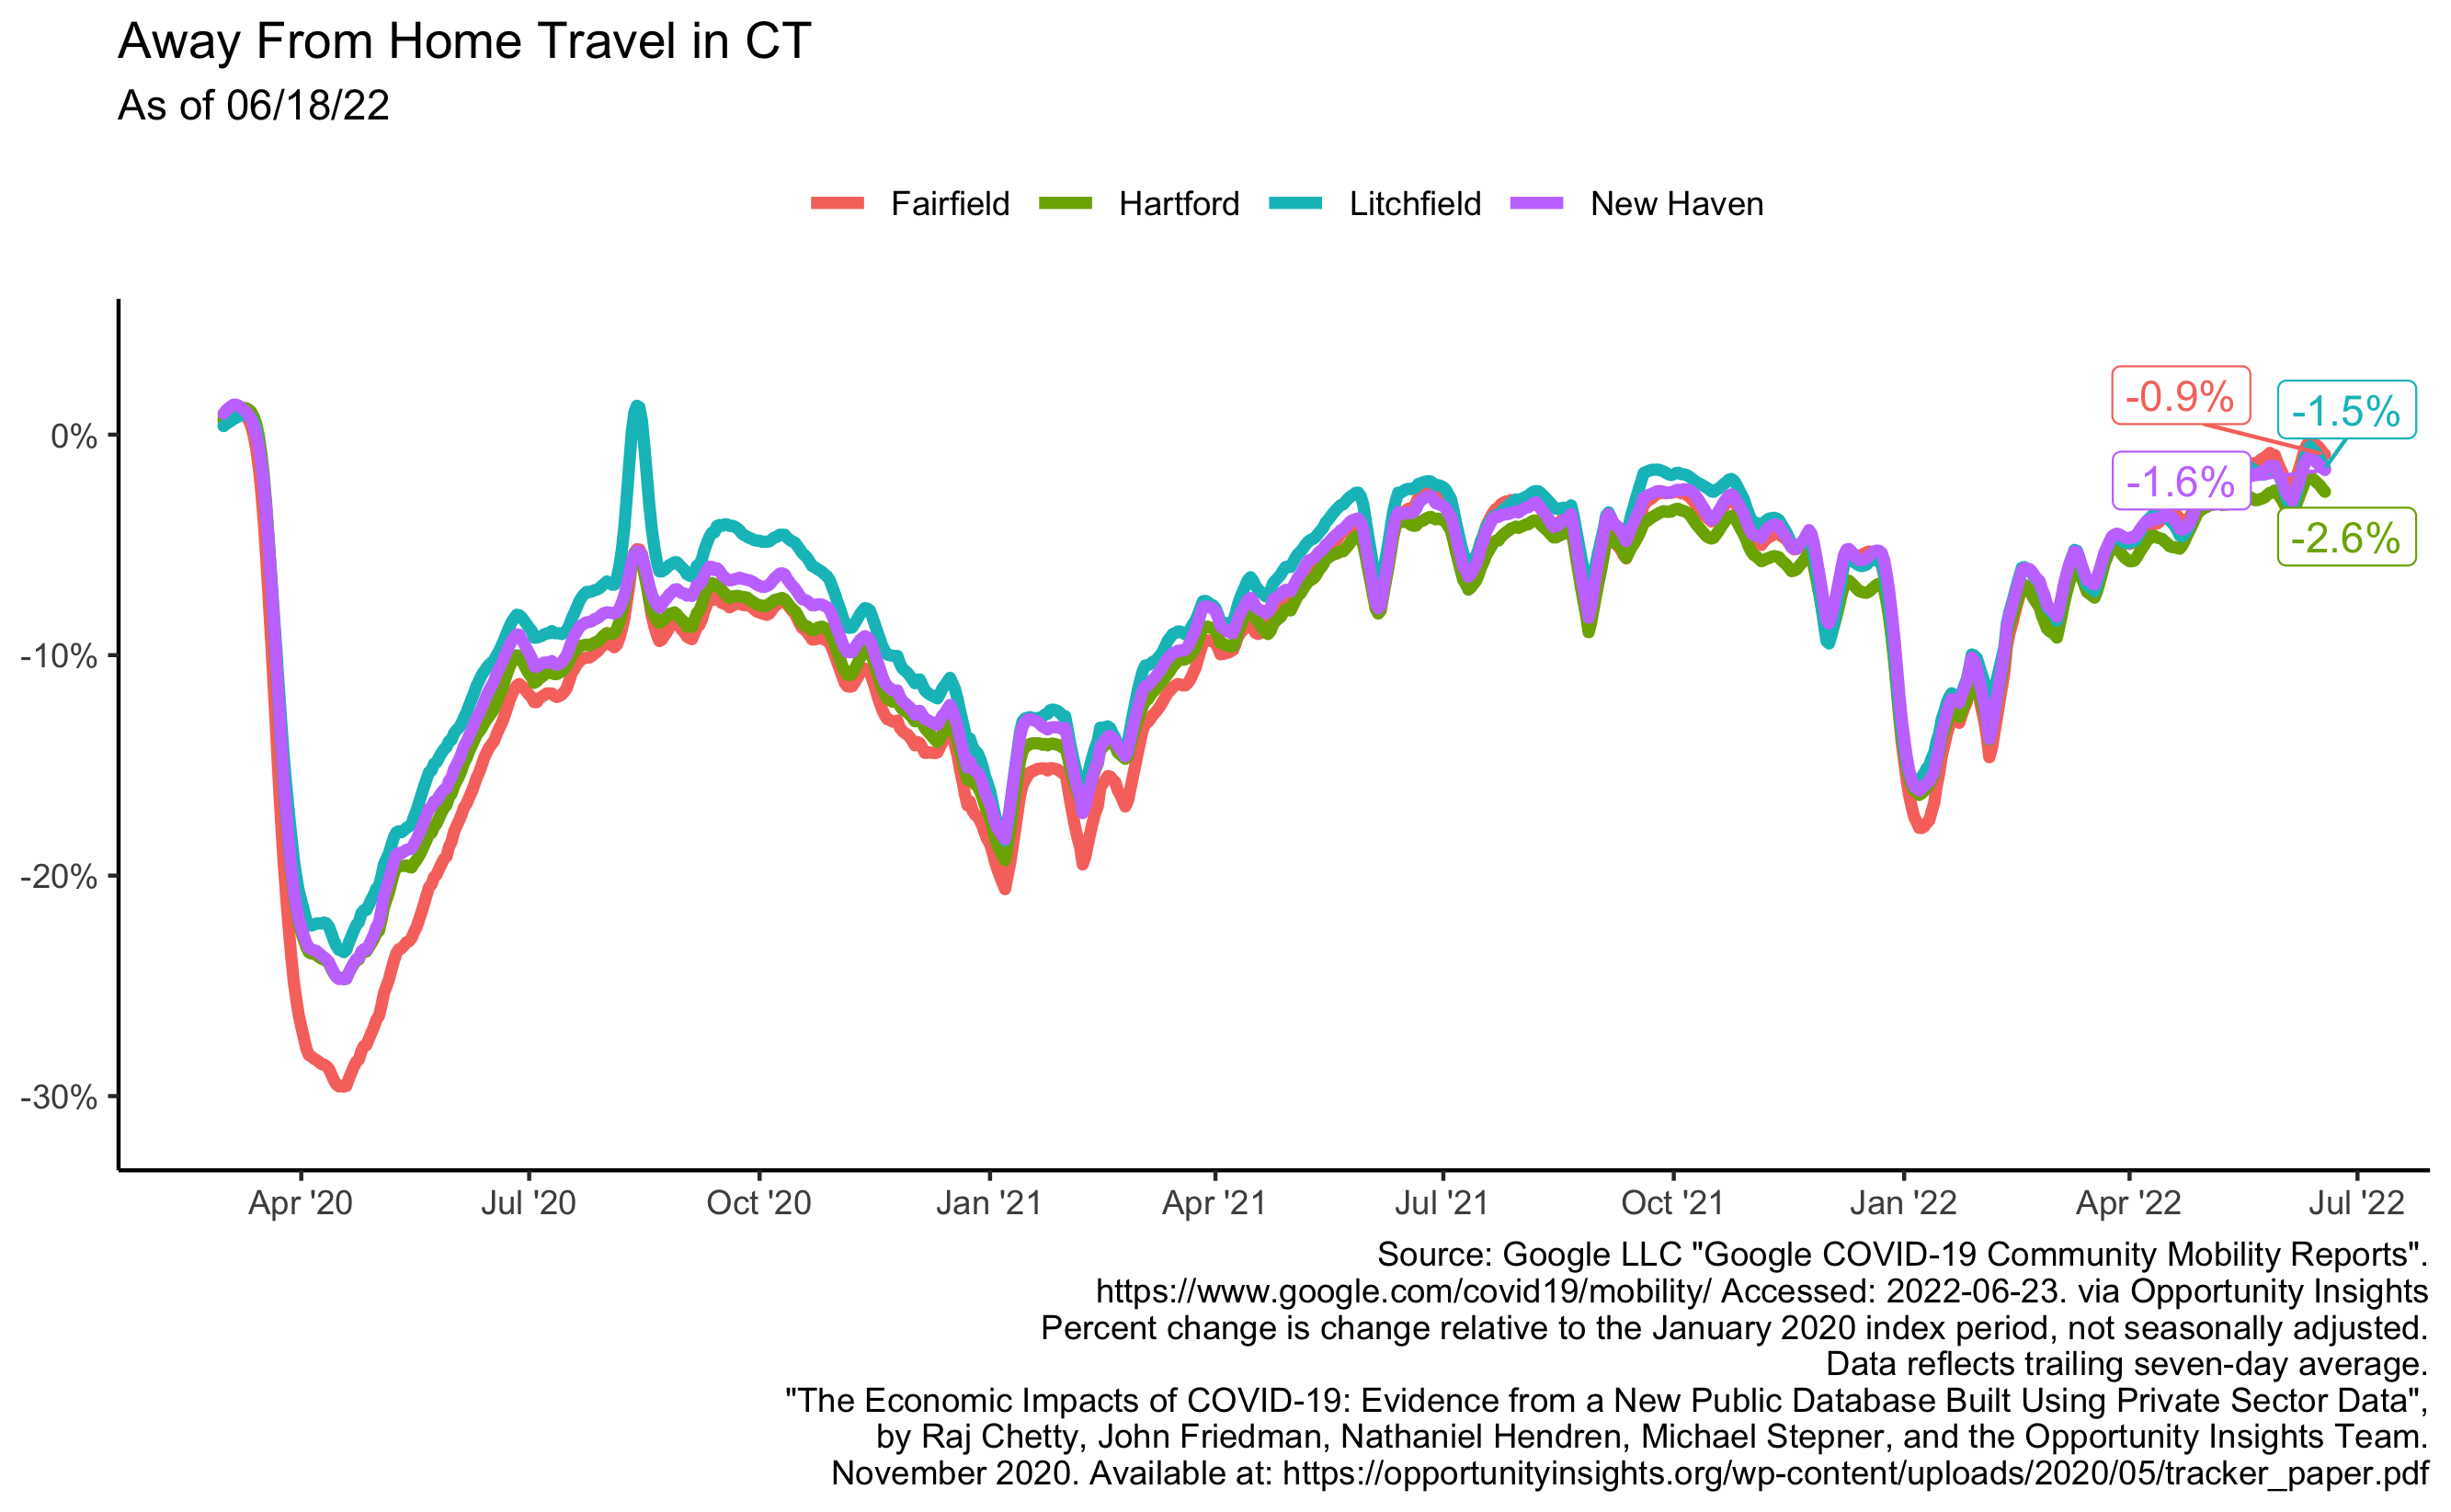 Away From Home Travel in CT
As of 06/18/22
Fairfield Hartford Litchfield New Haven
0%
-10%
-20%
-30%
-0.9%
-1.5%
-1.6%
-2.6%
Apr '20 Jul '20 Oct '20 Jan '21 Apr '21 Jul '21 Oct '21 Jan '22 Apr '22 Jul '22
Source: Google LLC "Google COVID-19 Community Mobility Reports".
https://www.google.com/covid19/mobility/ Accessed: 2022-06-23. via Opportunity Insights
Percent change is change relative to the January 2020 index period, not seasonally adjusted.
Data reflects trailing seven-day average.
"The Economic Impacts of COVID-19: Evidence from a New Public Database Built Using Private Sector Data",
by Raj Chetty, John Friedman, Nathaniel Hendren, Michael Stepner, and the Opportunity Insights Team.
November 2020. Available at: https://opportunityinsights.org/wp-content/uploads/2020/05/tracker_paper.pdf